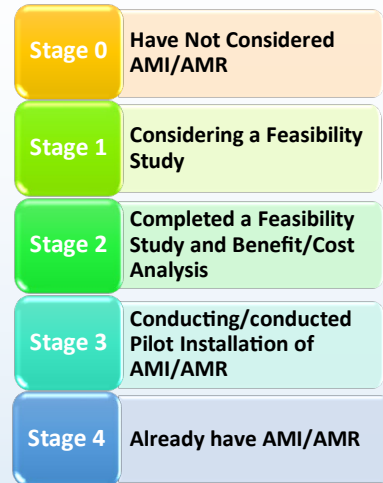 Stage 0
Have Not Considered
AMI/AMR
Stage 1
Considering a Feasibility
Study
Stage 2
Completed a Feasibility
Study and Benefit/Cost
Analysis
Stage 3
Conducting/conducted
Pilot Installation of
AMI/AMR
Stage 4
Already have AMI/AMR